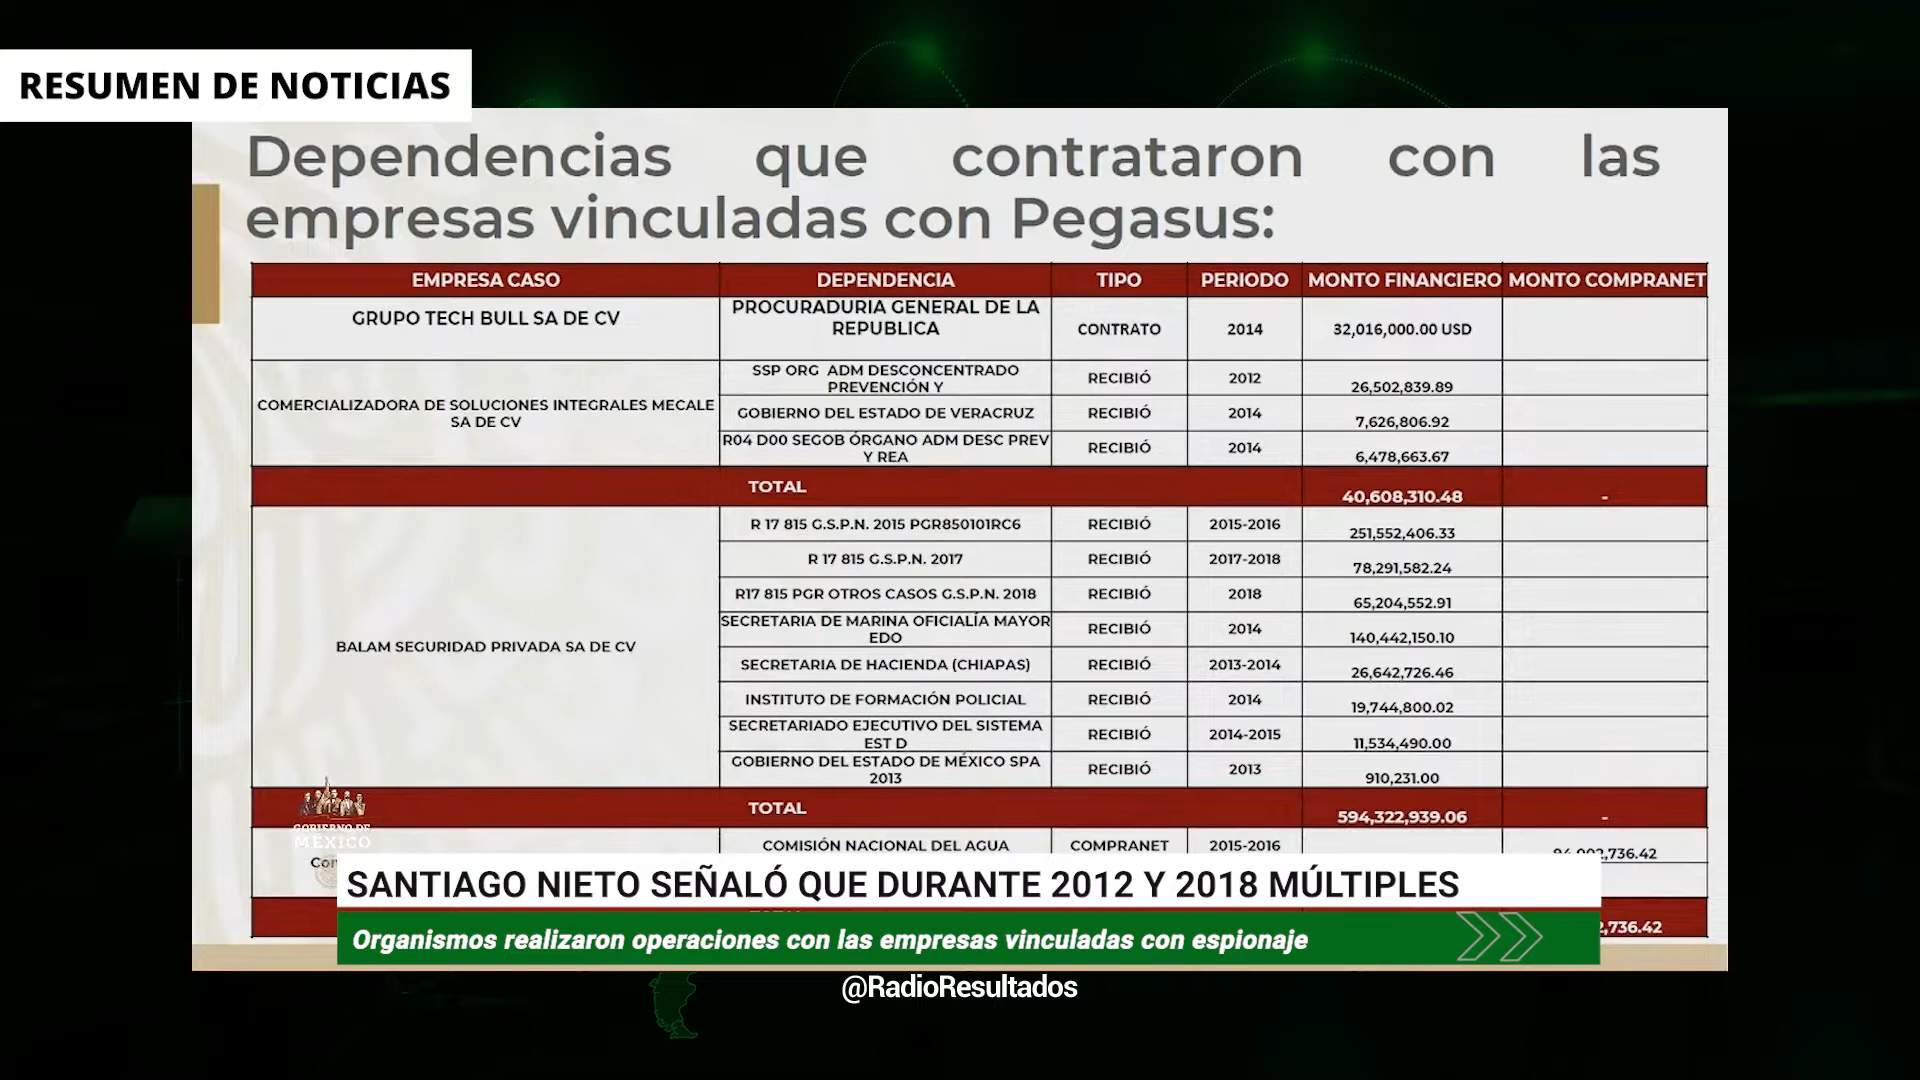 RESUMEN DE NOTICIAS
Dependencias que contrataron con las
empresas vinculadas con Pegasus:
EMPRESA CASO DEPENDENCIA TIPO PERIODO MONTO FINANCIERO MONTO COMPRANET
GRUPO TECH BULL SA DE CV
PROCURADURIA GENERAL DE LA
REPUBLICA
CONTRATO 2014 32,016,000.00 USD
COMERCIALIZADORA DE SOLUCIONES INTEGRALES MECALE
SA DE CV
SSP ORG ADM DESCONCENTRADO
PREVENCIÓN Y
RECIBIÓ 2012 26,502,839.89
GOBIERNO DEL ESTADO DE VERACRUZ RECIBIÓ 2014 7,626,806.92
R04 D00 SEGOB ÓRGANO ADM DESC PREV
Y REA
RECIBIÓ 2014 6,478,663.67
TOTAL 40,608,310.48 -
BALAM SEGURIDAD PRIVADA SA DE CV
R 17 815 G.S.P.N. 2015 PGR850101RC6 RECIBIÓ 2015-2016 251,552,406.33
R 17 815 G.S.P.N. 2017 RECIBIÓ 2017-2018 78,291,582.24
R17 815 PGR OTROS CASOS G.S.P.N. 2018 RECIBIÓ 2018 65,204,552.91
SECRETARIA DE MARINA OFICIALÍA MAYOR
EDO
RECIBIÓ 2014 140,442,150.10
SECRETARIA DE HACIENDA (CHIAPAS) RECIBIÓ 2013-2014 26,642,726.46
INSTITUTO DE FORMACIÓN POLICIAL RECIBIÓ 2014 19,744,800.02
SECRETARIADO EJECUTIVO DEL SISTEMA
EST D
RECIBIÓ 2014-2015 11,534,490.00
GOBIERNO DEL ESTADO DE MÉXICO SPA
2013
RECIBIÓ 2013 910,231.00
TOTAL 594,322,939.06 -
GOBIERNO DE
MÉXICO
COMISIÓN NACIONAL DEL AGUA COMPRANET 2015-2016
2,736.42
SANTIAGO NIETO SEÑALÓ QUE DURANTE 2012 Y 2018 MÚLTIPLES
Organismos realizaron operaciones con las empresas vinculadas con espionaje
@RadioResultados